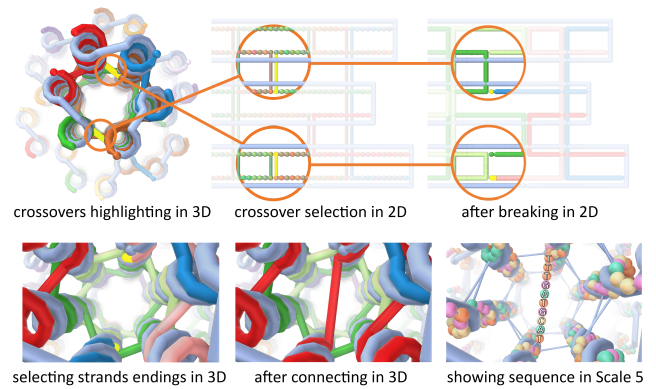 crossovers highlighting in 3D
crossover selection in 2D
after breaking in 2D
selecting strands endings in 3D
after connecting in 3D
showing sequence in Scale 5